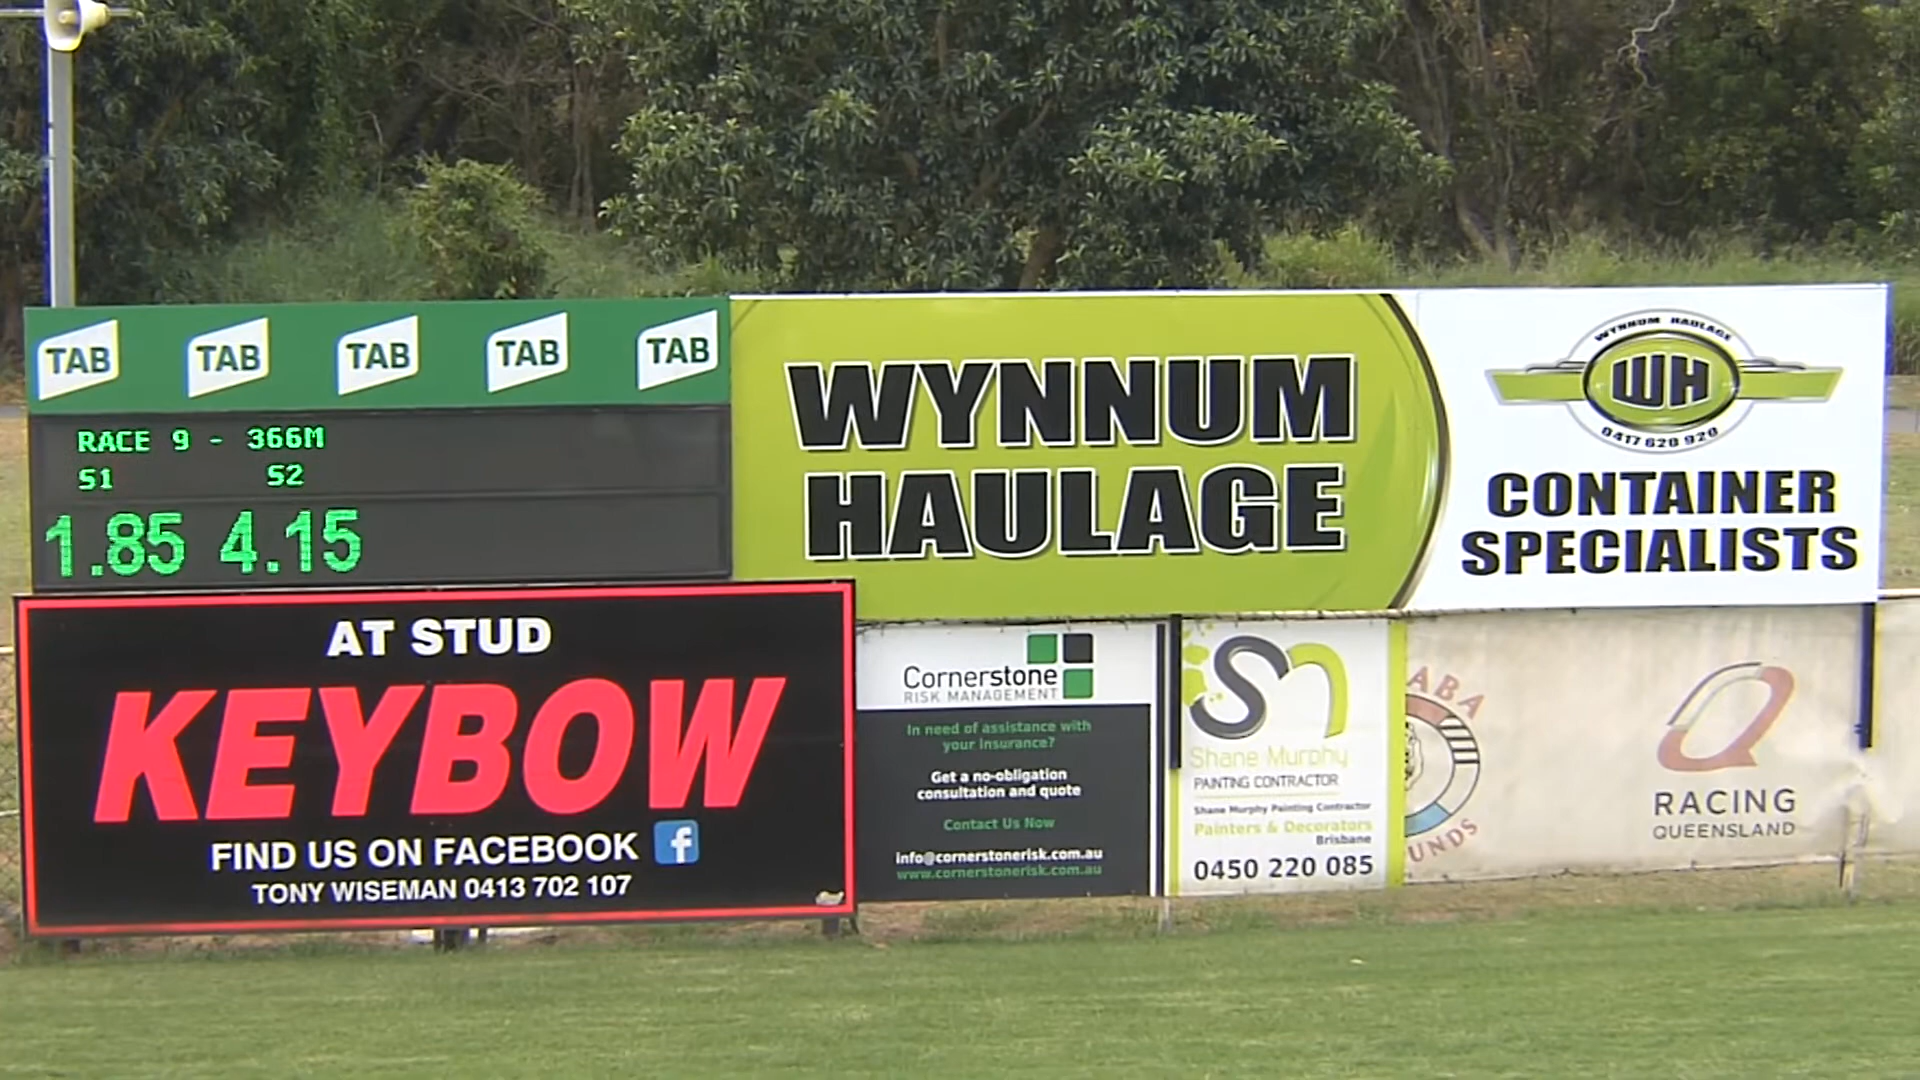 TAB TAB TAB TAB TAB
RACE 9 - 366M
S1 S2
1.85 4.15
WYNNUM
HAULAGE
WYNNUM HAULAGE
WH
0417 620 920
CONTAINER
SPECIALISTS
AT STUD
KEYBOW
FIND US ON FACEBOOK f
TONY WISEMAN 0413 702 107
Cornerstone
RISK MANAGEMENT
In need of assistance with
your insurance?
Get a no-obligation
consultation and quote
Contact Us Now
info@cornerstonerisk.com.au
www.cornerstonerisk.com.au
Sm
Shane Murphy
PAINTING CONTRACTOR
Shane Murphy Painting Contractor
Painters & Decorators
Brisbane
0450 220 085
ABA
UNDS
RACING
QUEENSLAND